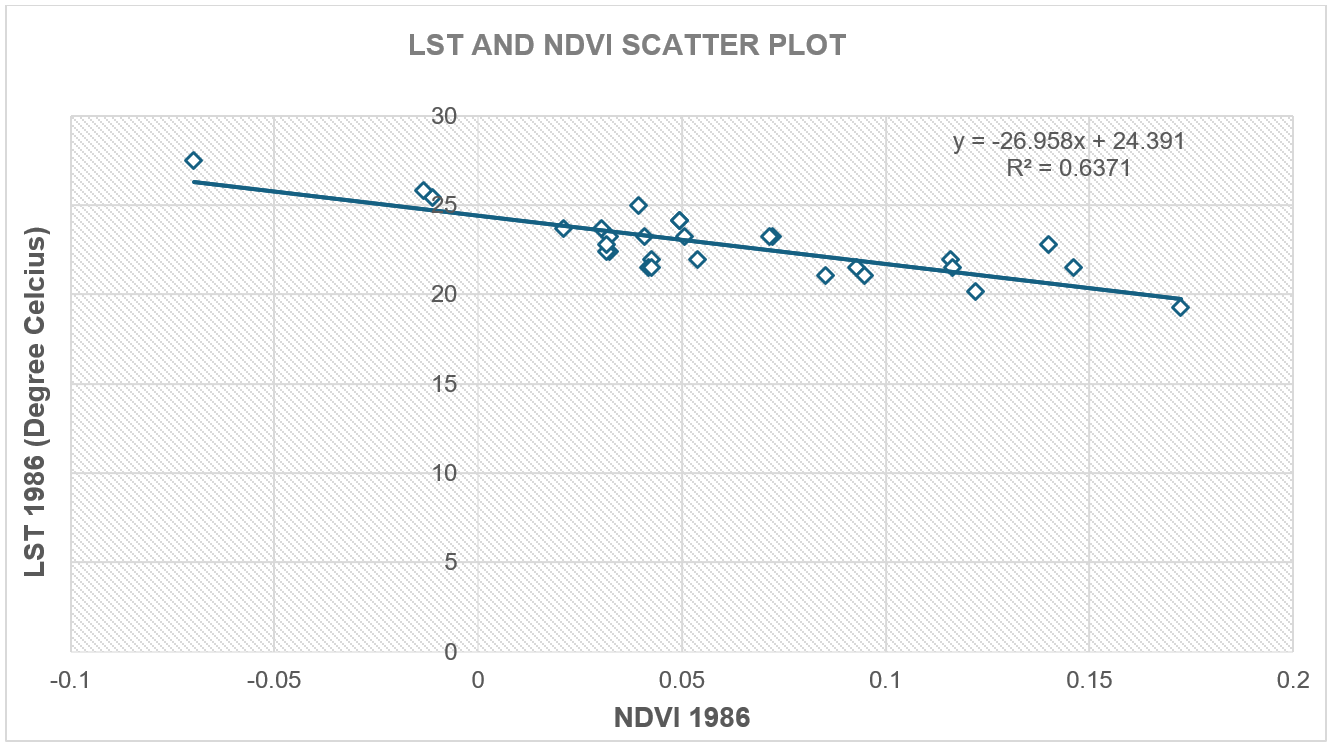 LST AND NDVI SCATTER PLOT
30
y = -26.958x + 24.391
R² = 0.6371
25
20
15
10
5
0
LST 1986 (Degree Celcius)
-0.1 -0.05 0 0.05 0.1 0.15 0.2
NDVI 1986